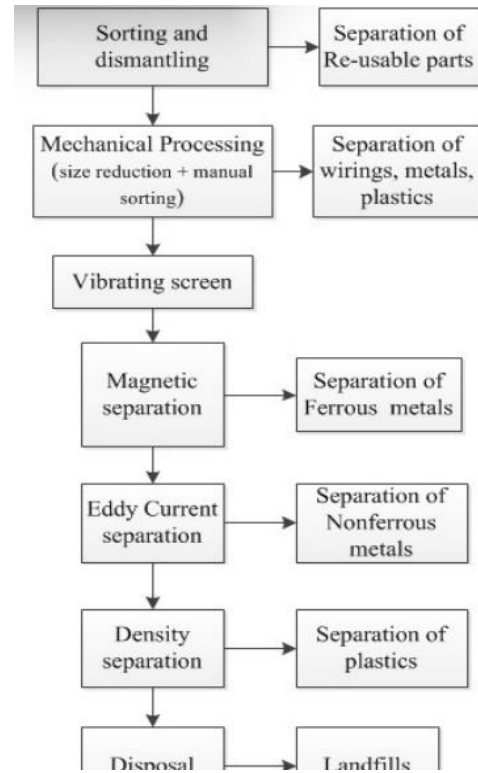 Sorting and
dismantling
Separation of
Re-usable parts
Mechanical Processing
(size reduction + manual
sorting)
Separation of
wirings, metals,
plastics
Vibrating screen
Magnetic
separation
Separation of
Ferrous metals
Eddy Current
separation
Separation of
Nonferrous
metals
Density
separation
Separation of
plastics
Disposal
Landfills